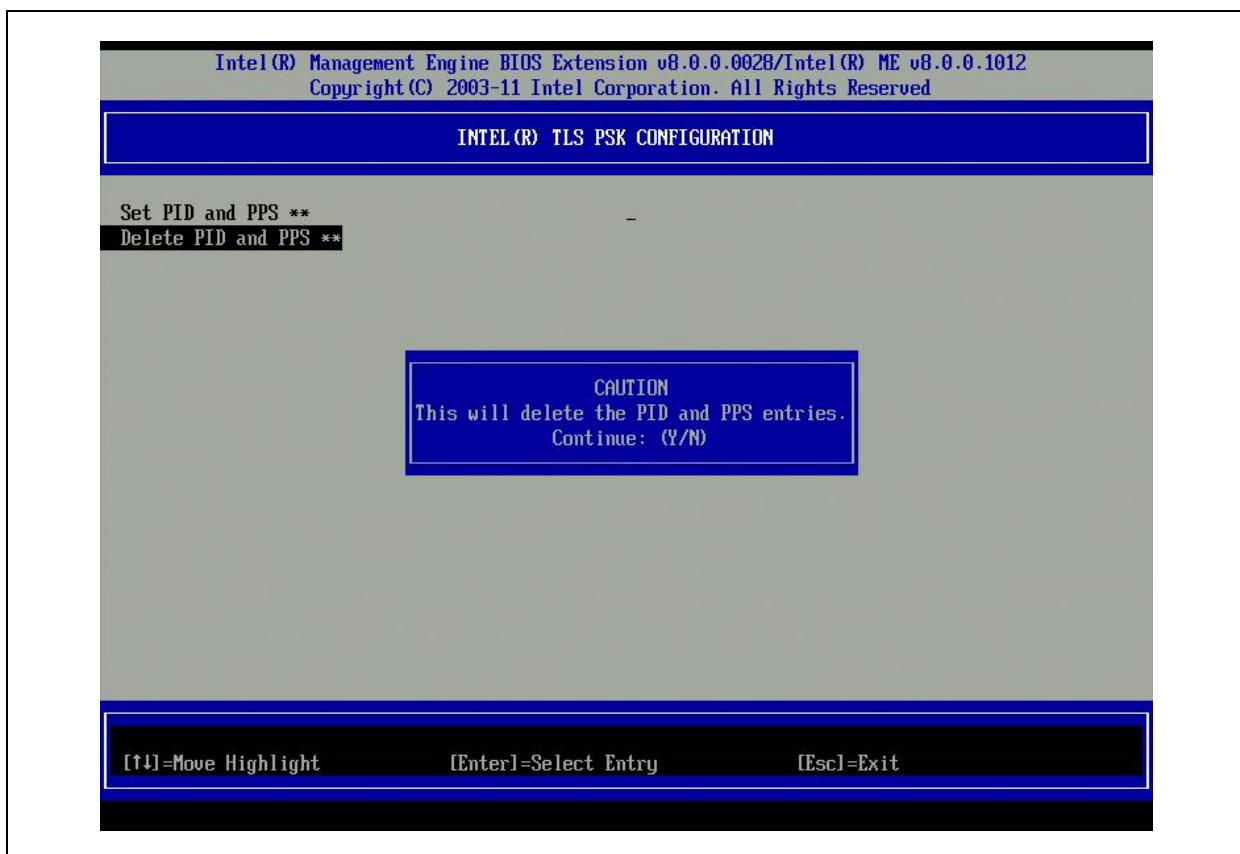 Intel(R) Management Engine BIOS Extension v8.0.0.0028/Intel(R) ME v8.0.0.1012
Copyright(C) 2003-11 Intel Corporation. All Rights Reserved
INTEL(R) TLS PSK CONFIGURATION
Set PID and PPS **
Delete PID and PPS **
CAUTION
This will delete the PID and PPS entries.
Continue: (Y/N)
[↑↓]=Move Highlight [Enter]=Select Entry [Esc]=Exit